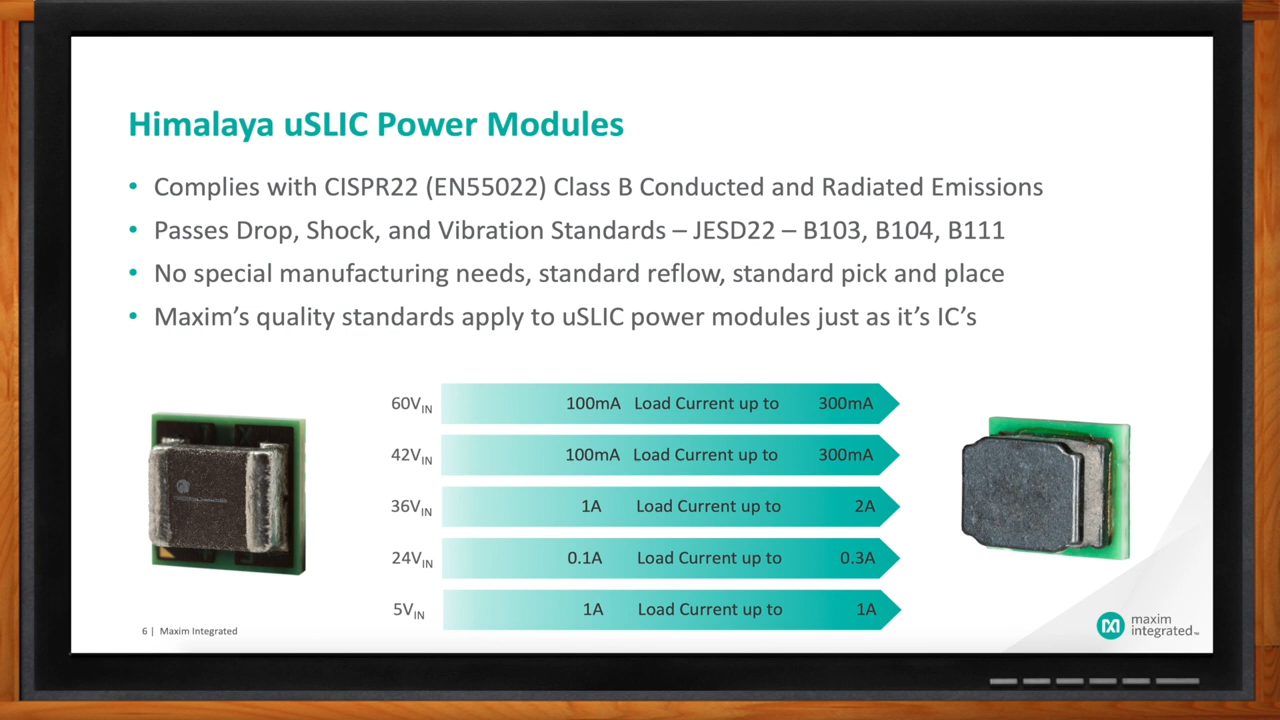 Himalaya uSLIC Power Modules
• Complies with CISPR22 (EN55022) Class B Conducted and Radiated Emissions
• Passes Drop, Shock, and Vibration Standards – JESD22 – B103, B104, B111
• No special manufacturing needs, standard reflow, standard pick and place
• Maxim’s quality standards apply to uSLIC power modules just as it’s IC’s
60VIN 100mA Load Current up to 300mA
42VIN 100mA Load Current up to 300mA
36VIN 1A Load Current up to 2A
24VIN 0.1A Load Current up to 0.3A
5VIN 1A Load Current up to 1A
6 | Maxim Integrated
maxim
integrated™